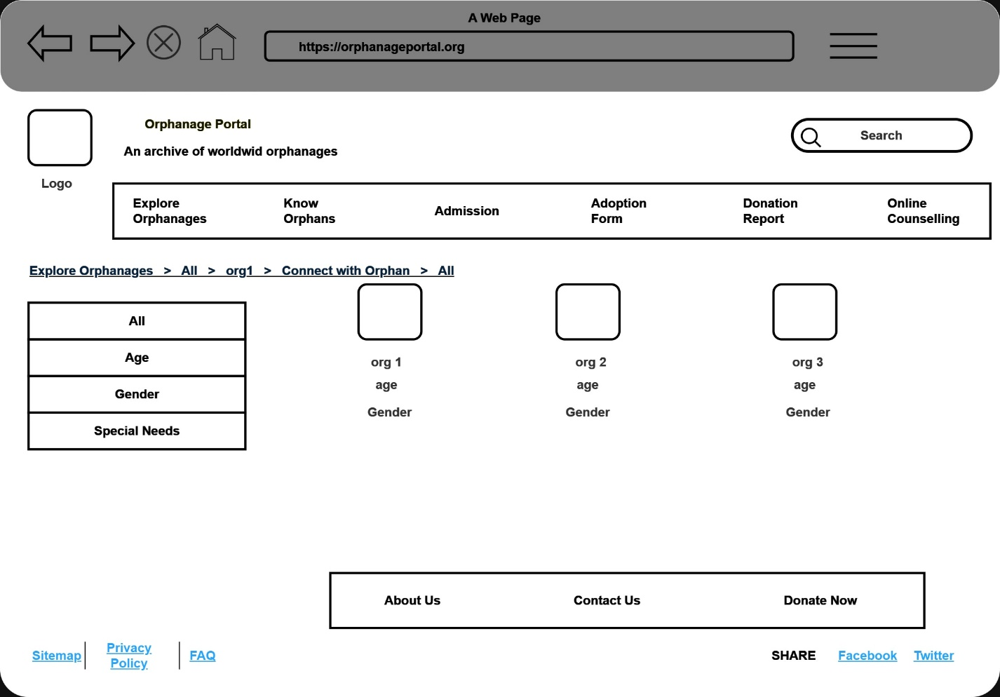 A Web Page
https://orphanageportal.org
Orphanage Portal
An archive of worldwid orphanages
Search
Logo
Explore
Orphanages
Know
Orphans
Admission
Adoption
Form
Donation
Report
Online
Counselling
Explore Orphanages > All > org1 > Connect with Orphan > All
All
Age
Gender
Special Needs
org 1
age
Gender
org 2
age
Gender
org 3
age
Gender
About Us
Contact Us
Donate Now
Sitemap
Privacy
Policy
FAQ
SHARE
Facebook
Twitter